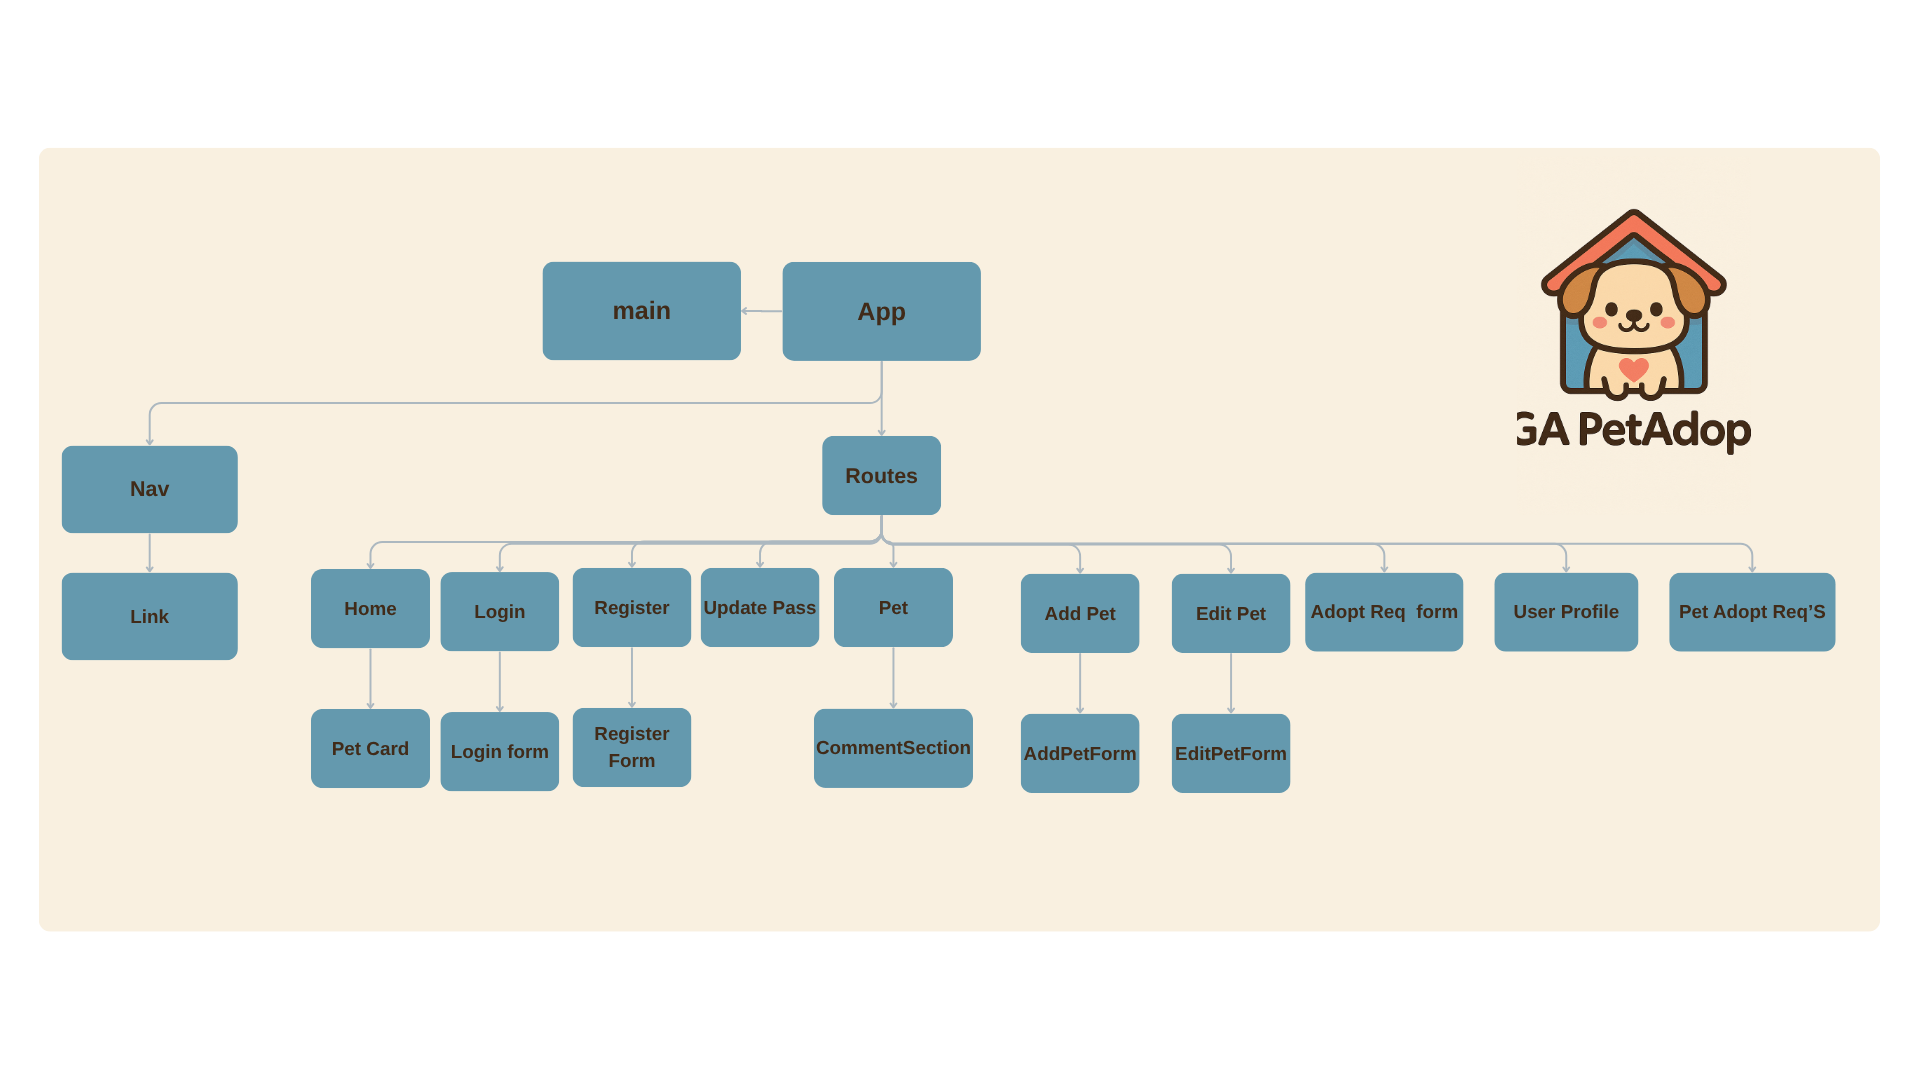 main
App
GA PetAdop
Nav
Routes
Link
Home
Login
Register
Update Pass
Pet
Add Pet
Edit Pet
Adopt Req  form
User Profile
Pet Adopt Req’S
Pet Card
Login form
Register
Form
CommentSection
AddPetForm
EditPetForm